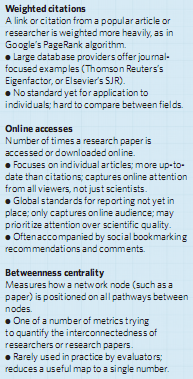 Weighted citations
A link or citation from a popular article or
researcher is weighted more heavily, as in
Google's PageRank algorithm.
● Large database providers offer journal-
focused examples (Thomson Reuters's
Eigenfactor, or Elsevier's SJR).
● No standard yet for application to
individuals; hard to compare between fields.
Online accesses
Number of times a research paper is
accessed or downloaded online.
● Focuses on individual articles; more up-to-
date than citations; captures online attention
from all viewers, not just scientists.
● Global standards for reporting not yet in
place; only captures online audience; may
prioritize attention over scientific quality.
● Often accompanied by social bookmarking
recommendations and comments.
Betweenness centrality
Measures how a network node (such as a
paper) is positioned on all pathways between
nodes.
● One of a number of metrics trying
to quantify the interconnectedness of
researchers or research papers.
● Rarely used in practice by evaluators;
reduces a useful map to a single number.